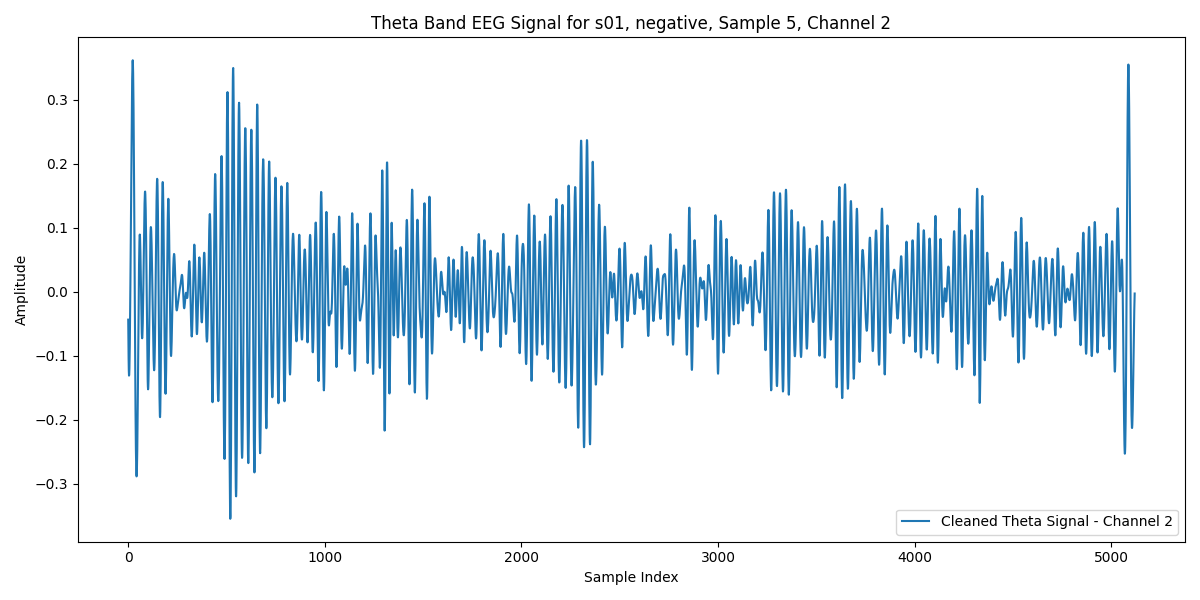 Theta Band EEG Signal for s01, negative, Sample 5, Channel 2
Amplitude
0.3
0.2
0.1
0.0
−0.1
−0.2
−0.3
Cleaned Theta Signal - Channel 2
0 1000 2000 3000 4000 5000
Sample Index